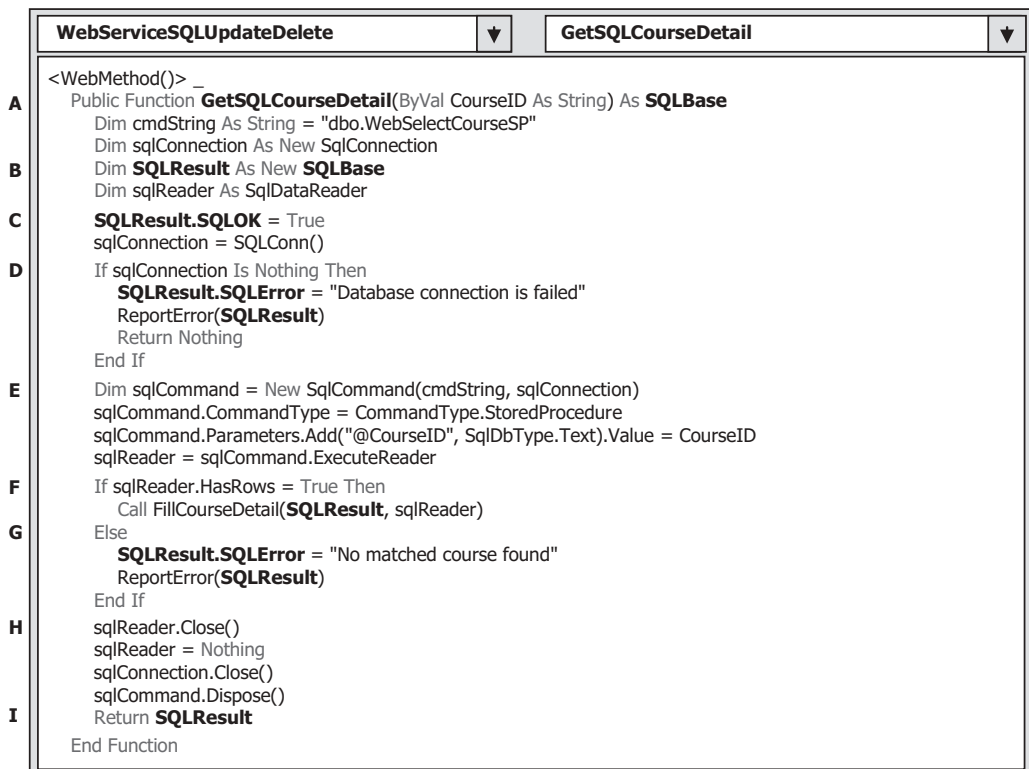 WebServiceSQLUpdateDelete GetSQLCourseDetail
<WebMethod()> _
A Public Function GetSQLCourseDetail(ByVal CourseID As String) As SQLBase
Dim cmdString As String = "dbo.WebSelectCourseSP"
Dim sqlConnection As New SqlConnection
B Dim SQLResult As New SQLBase
Dim sqlReader As SqlDataReader
C SQLResult.SQLOK = True
sqlConnection = SQLConn()
D If sqlConnection Is Nothing Then
SQLResult.SQLError = "Database connection is failed"
ReportError(SQLResult)
Return Nothing
End If
E Dim sqlCommand = New SqlCommand(cmdString, sqlConnection)
sqlCommand.CommandType = CommandType.StoredProcedure
sqlCommand.Parameters.Add("@CourseID", SqlDbType.Text).Value = CourseID
sqlReader = sqlCommand.ExecuteReader
F If sqlReader.HasRows = True Then
Call FillCourseDetail(SQLResult, sqlReader)
G Else
SQLResult.SQLError = "No matched course found"
ReportError(SQLResult)
End If
H sqlReader.Close()
sqlReader = Nothing
sqlConnection.Close()
sqlCommand.Dispose()
I Return SQLResult
End Function